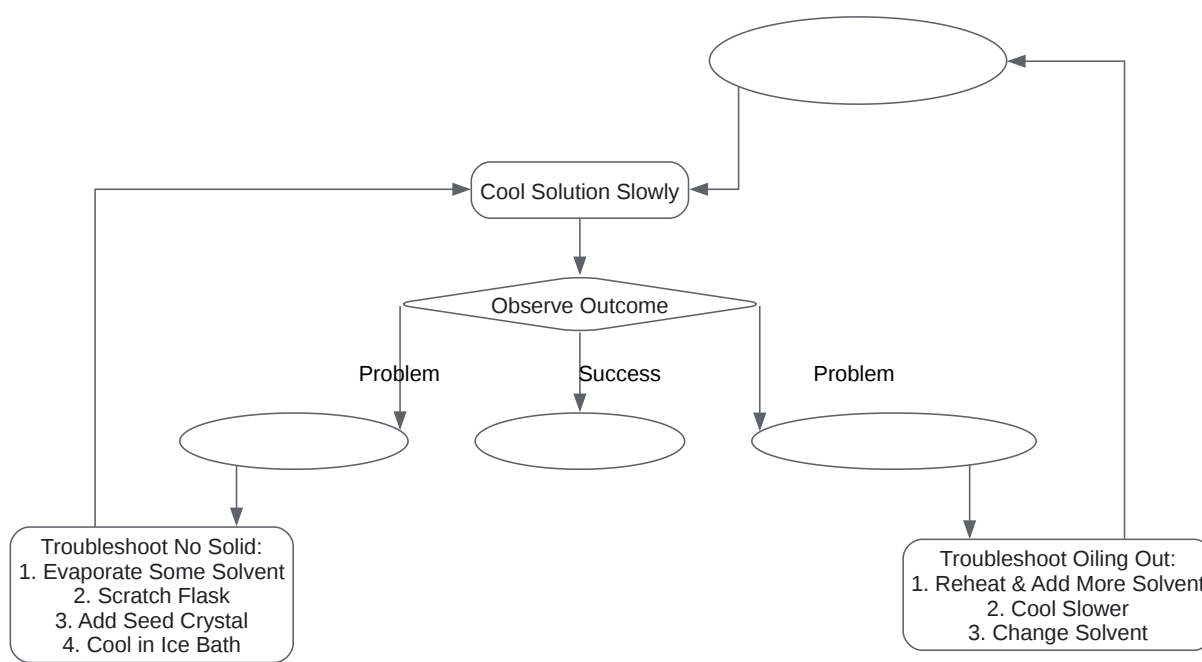 Cool Solution Slowly
Observe Outcome
Problem
Success
Problem
Troubleshoot No Solid:
1. Evaporate Some Solvent
2. Scratch Flask
3. Add Seed Crystal
4. Cool in Ice Bath
Troubleshoot Oiling Out:
1. Reheat & Add More Solvent
2. Cool Slower
3. Change Solvent